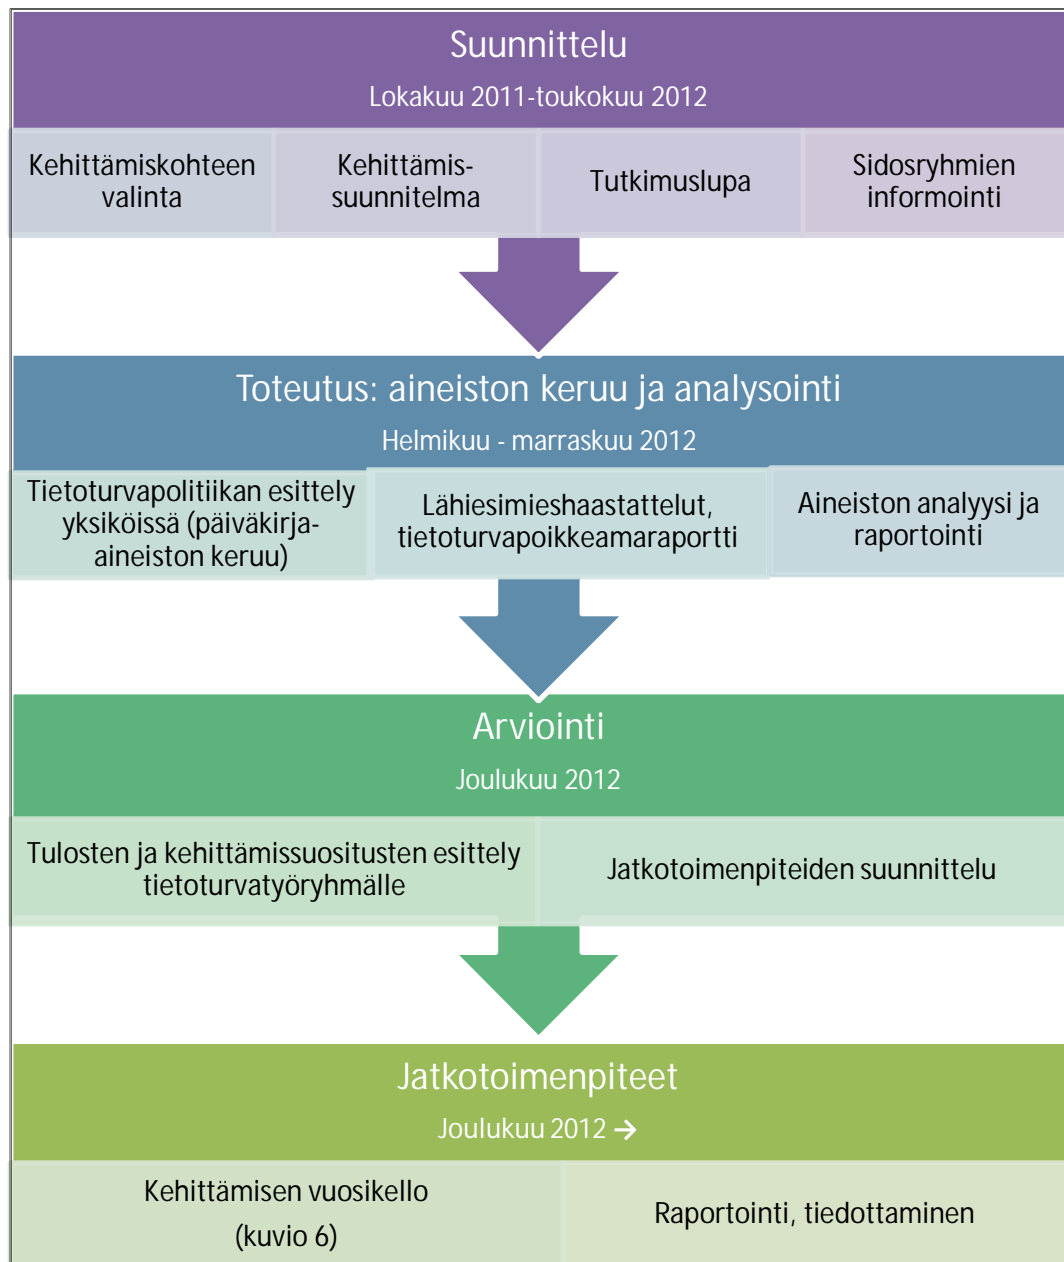 Suunnittelu
Lokakuu 2011-toukokuu 2012
Kehittämiskohteen
valinta
Kehittämis-
suunnitelma
Tutkimuslupa
Sidosryhmien
informointi
Toteutus: aineiston keruu ja analysointi
Helmikuu - marraskuu 2012
Tietoturvapolitiikan esittely
yksiköissä (päiväkirja-
aineiston keruu)
Lähiesimieshaastattelut,
tietoturvapoikkeamaraportti
Aineiston analyysi ja
raportointi
Arviointi
Joulukuu 2012
Tulosten ja kehittämissuositusten esittely
tietoturvatyöryhmälle
Jatkotoimenpiteiden suunnittelu
Jatkotoimenpiteet
Joulukuu 2012 →
Kehittämisen vuosikello
(kuvio 6)
Raportointi, tiedottaminen